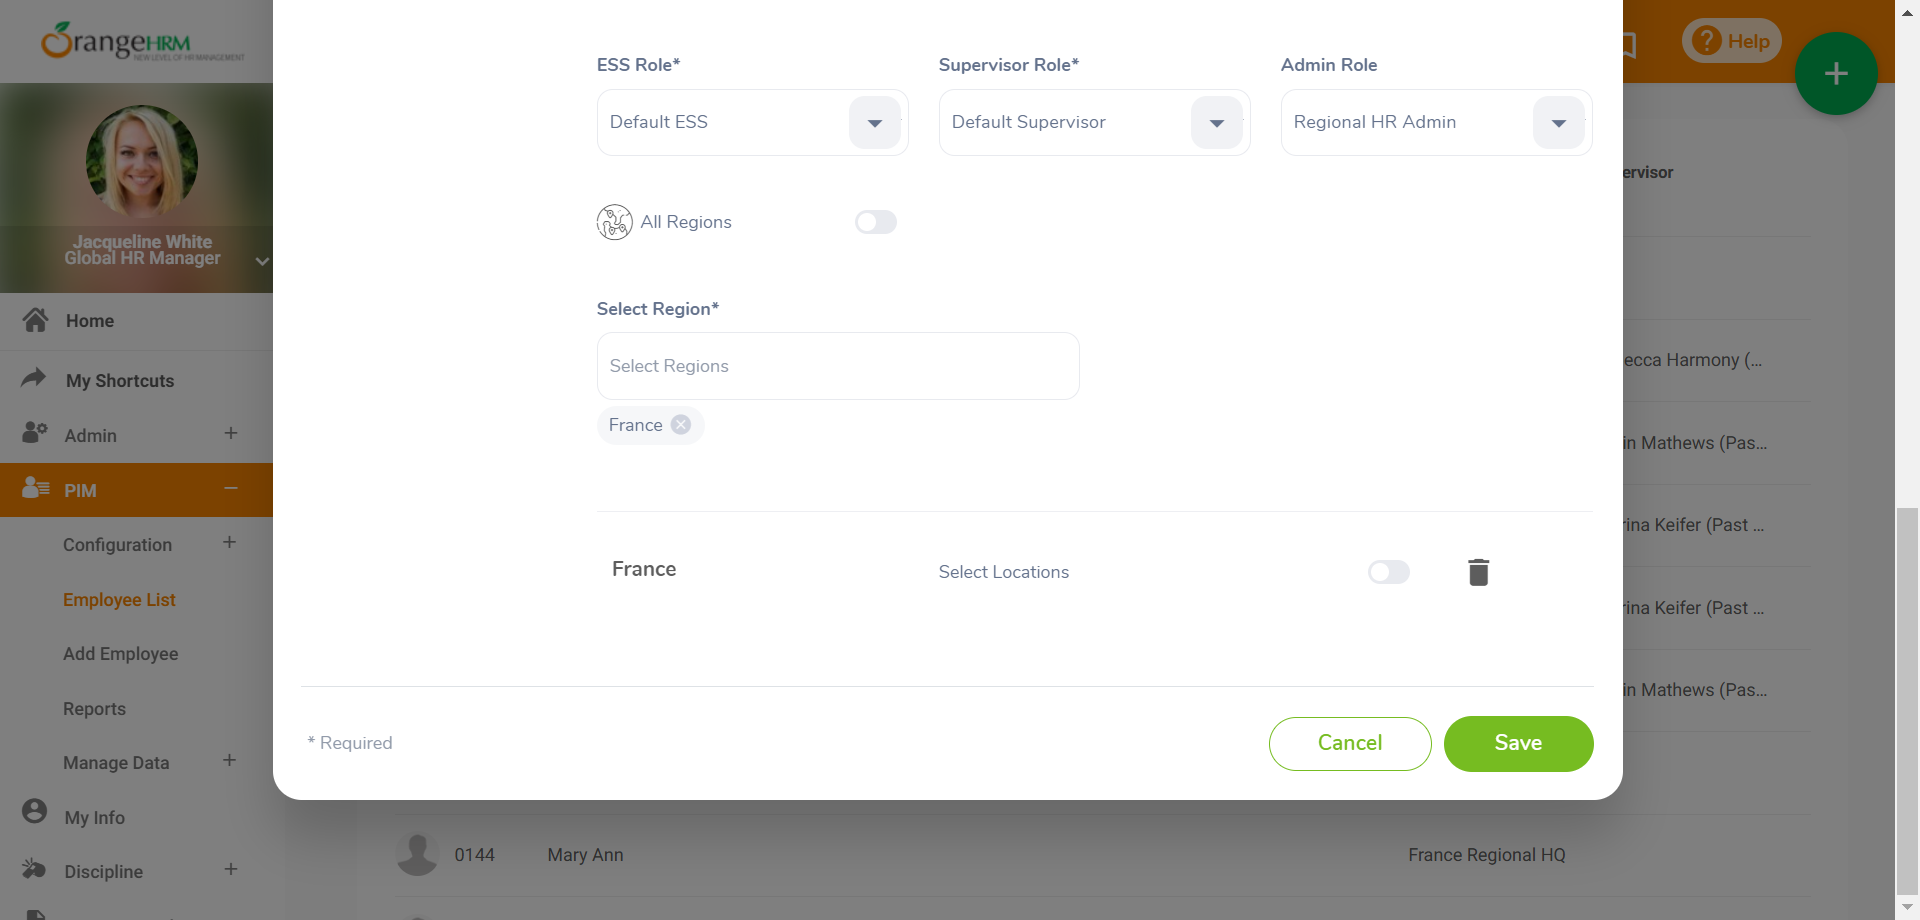 OrangeHRM
NEW LEVEL OF HR MANAGEMENT
Help
Jacqueline White
Global HR Manager
Home
My Shortcuts
Admin
PIM
Configuration
Employee List
Add Employee
Reports
Manage Data
My Info
Discipline
ESS Role*
Supervisor Role*
Admin Role
Default ESS
Default Supervisor
Regional HR Admin
All Regions
Select Region*
Select Regions
France
France
Select Locations
* Required
Cancel
Save
ervisor
ecca Harmony (...
in Mathews (Pas...
rina Keifer (Past ...
rina Keifer (Past ...
in Mathews (Pas...
0144
Mary Ann
France Regional HQ